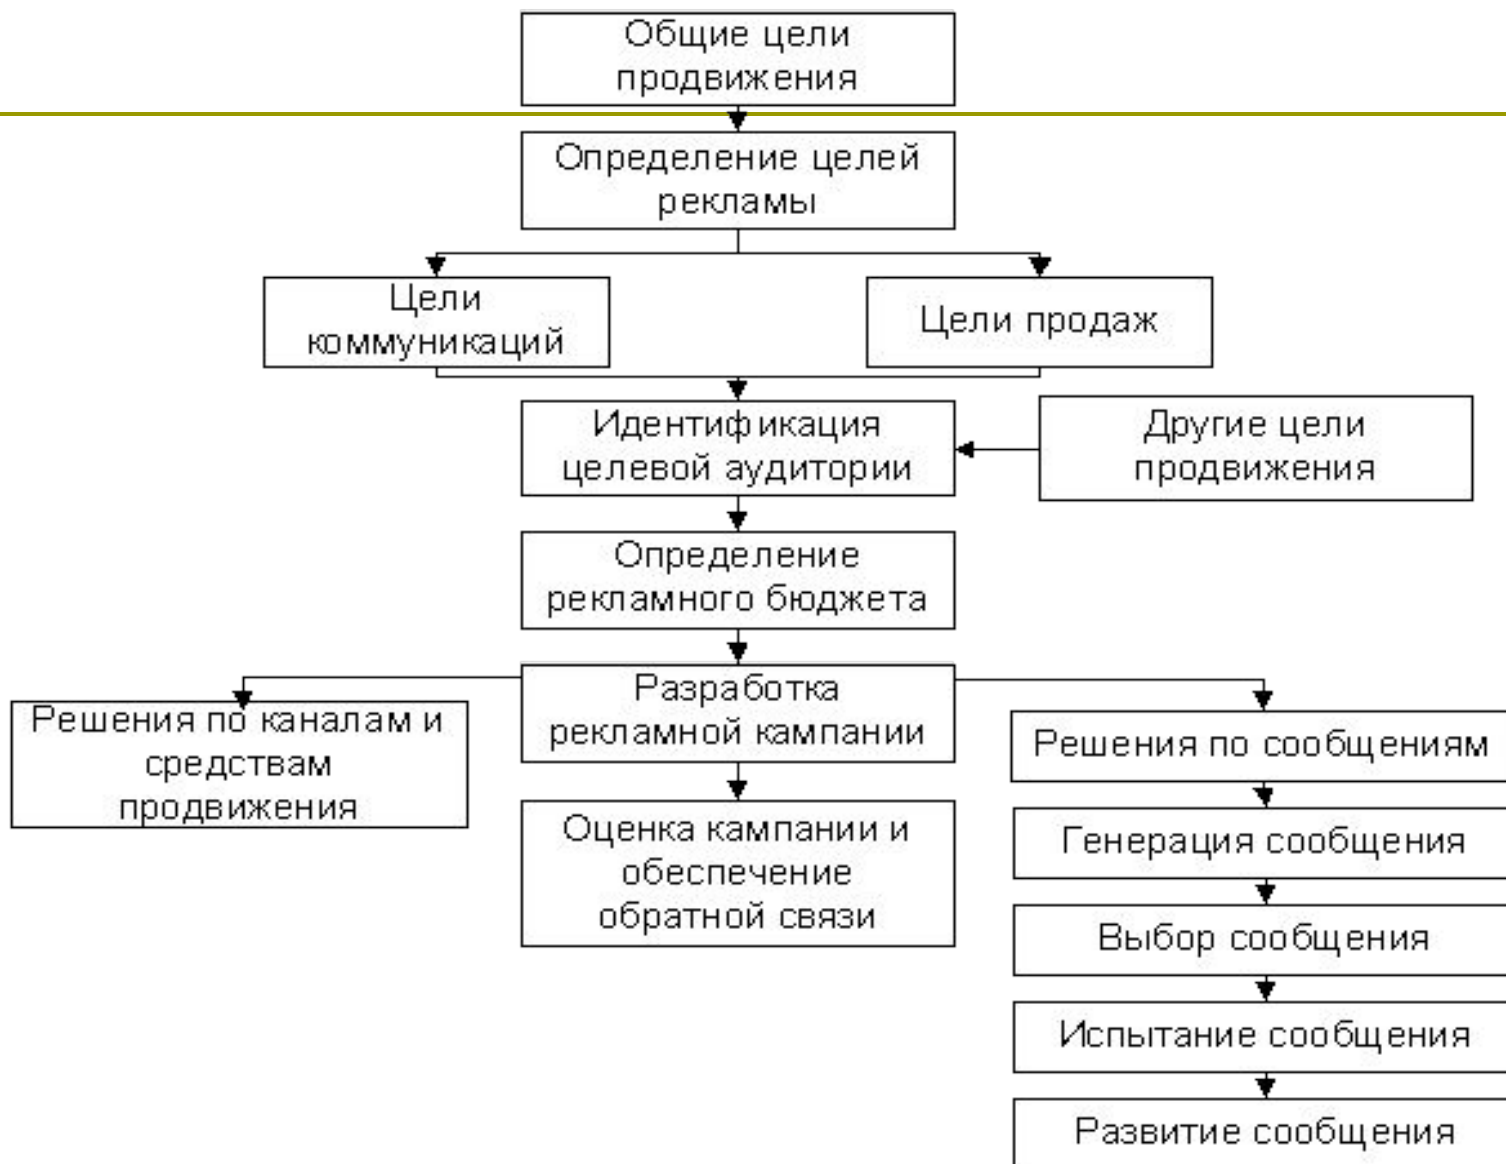 Общие цели
продвижения
Определение целей
рекламы
Цели
коммуникаций
Цели продаж
Идентификация
целевой аудитории
Другие цели
продвижения
Определение
рекламного бюджета
Разработка
рекламной кампании
Решения по каналам и
средствам
продвижения
Решения по сообщениям
Оценка кампании и
обеспечение
обратной связи
Генерация сообщения
Выбор сообщения
Испытание сообщения
Развитие сообщения